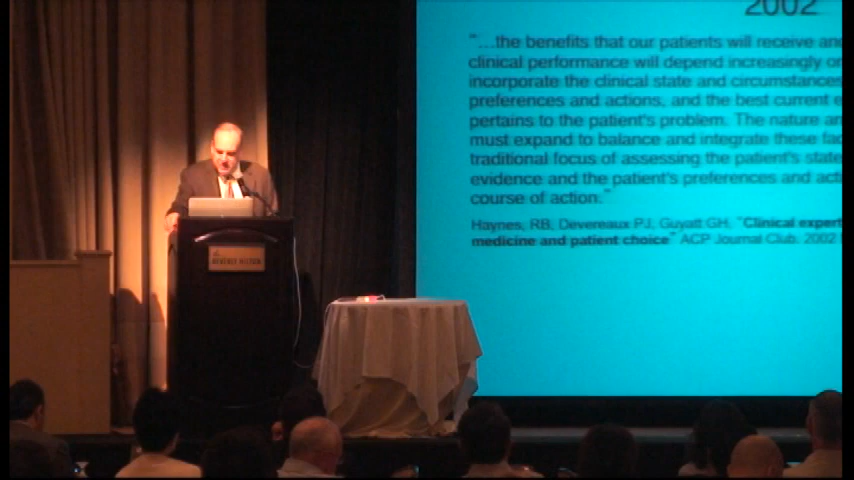 2002
"...the benefits that our patients will receive and
clinical performance will depend increasingly on
incorporate the clinical state and circumstances
preferences and actions, and the best current e
pertains to the patient's problem. The nature an
must expand to balance and integrate these fac
traditional focus of assessing the patient's state
evidence and the patient's preferences and acti
course of action."
Haynes, RB, Devereaux PJ, Guyatt GH, "Clinical expert
medicine and patient choice" ACP Journal Club. 2002
BEVERLY HILTON